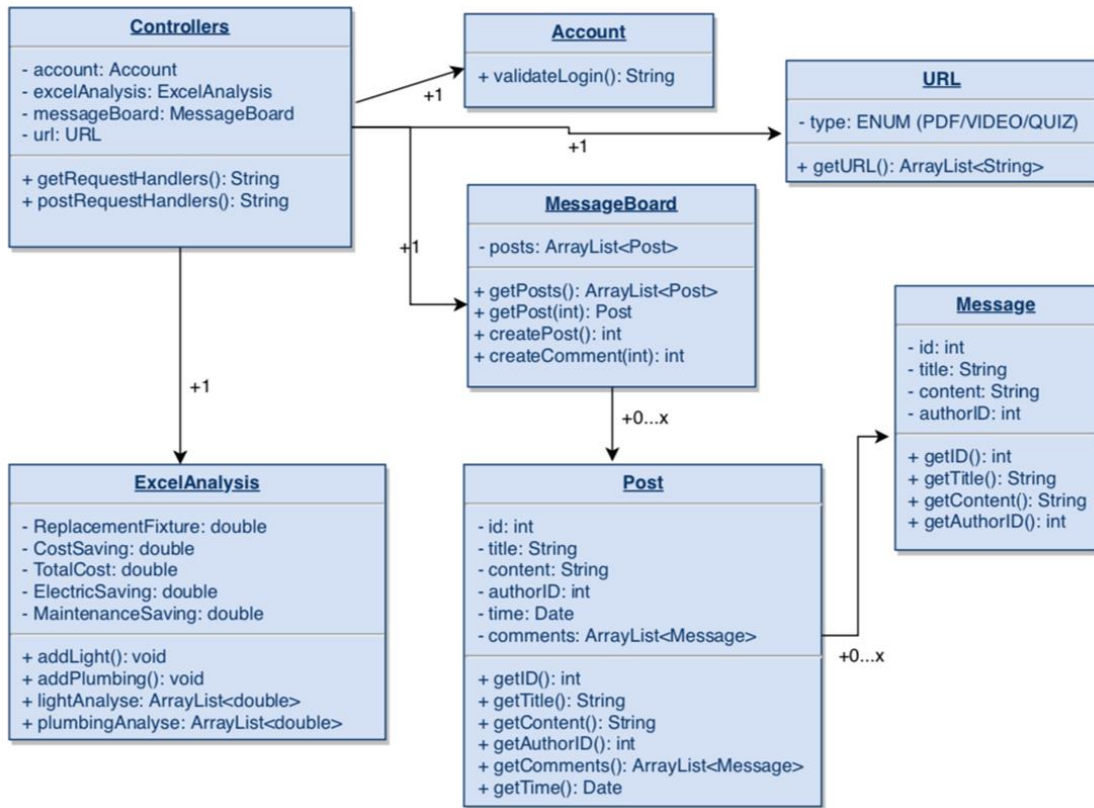 Controllers
- account: Account
- excelAnalysis: ExcelAnalysis
- messageBoard: MessageBoard
- url: URL
+ getRequestHandlers(): String
+ postRequestHandlers(): String
+1
Account
+ validateLogin(): String
+1
URL
- type: ENUM (PDF/VIDEO/QUIZ)
+ getURL(): ArrayList<String>
+1
MessageBoard
- posts: ArrayList<Post>
+ getPosts(): ArrayList<Post>
+ getPost(int): Post
+ createPost(): int
+ createComment(int): int
+1
+0...x
Message
- id: int
- title: String
- content: String
- authorID: int
+ getID(): int
+ getTitle(): String
+ getContent(): String
+ getAuthorID(): int
ExcelAnalysis
- ReplacementFixture: double
- CostSaving: double
- TotalCost: double
- ElectricSaving: double
- MaintenanceSaving: double
+ addLight(): void
+ addPlumbing(): void
+ lightAnalyse: ArrayList<double>
+ plumbingAnalyse: ArrayList<double>
Post
- id: int
- title: String
- content: String
- authorID: int
- time: Date
- comments: ArrayList<Message>
+ getID(): int
+ getTitle(): String
+ getContent(): String
+ getAuthorID(): int
+ getComments(): ArrayList<Message>
+ getTime(): Date
+0...x